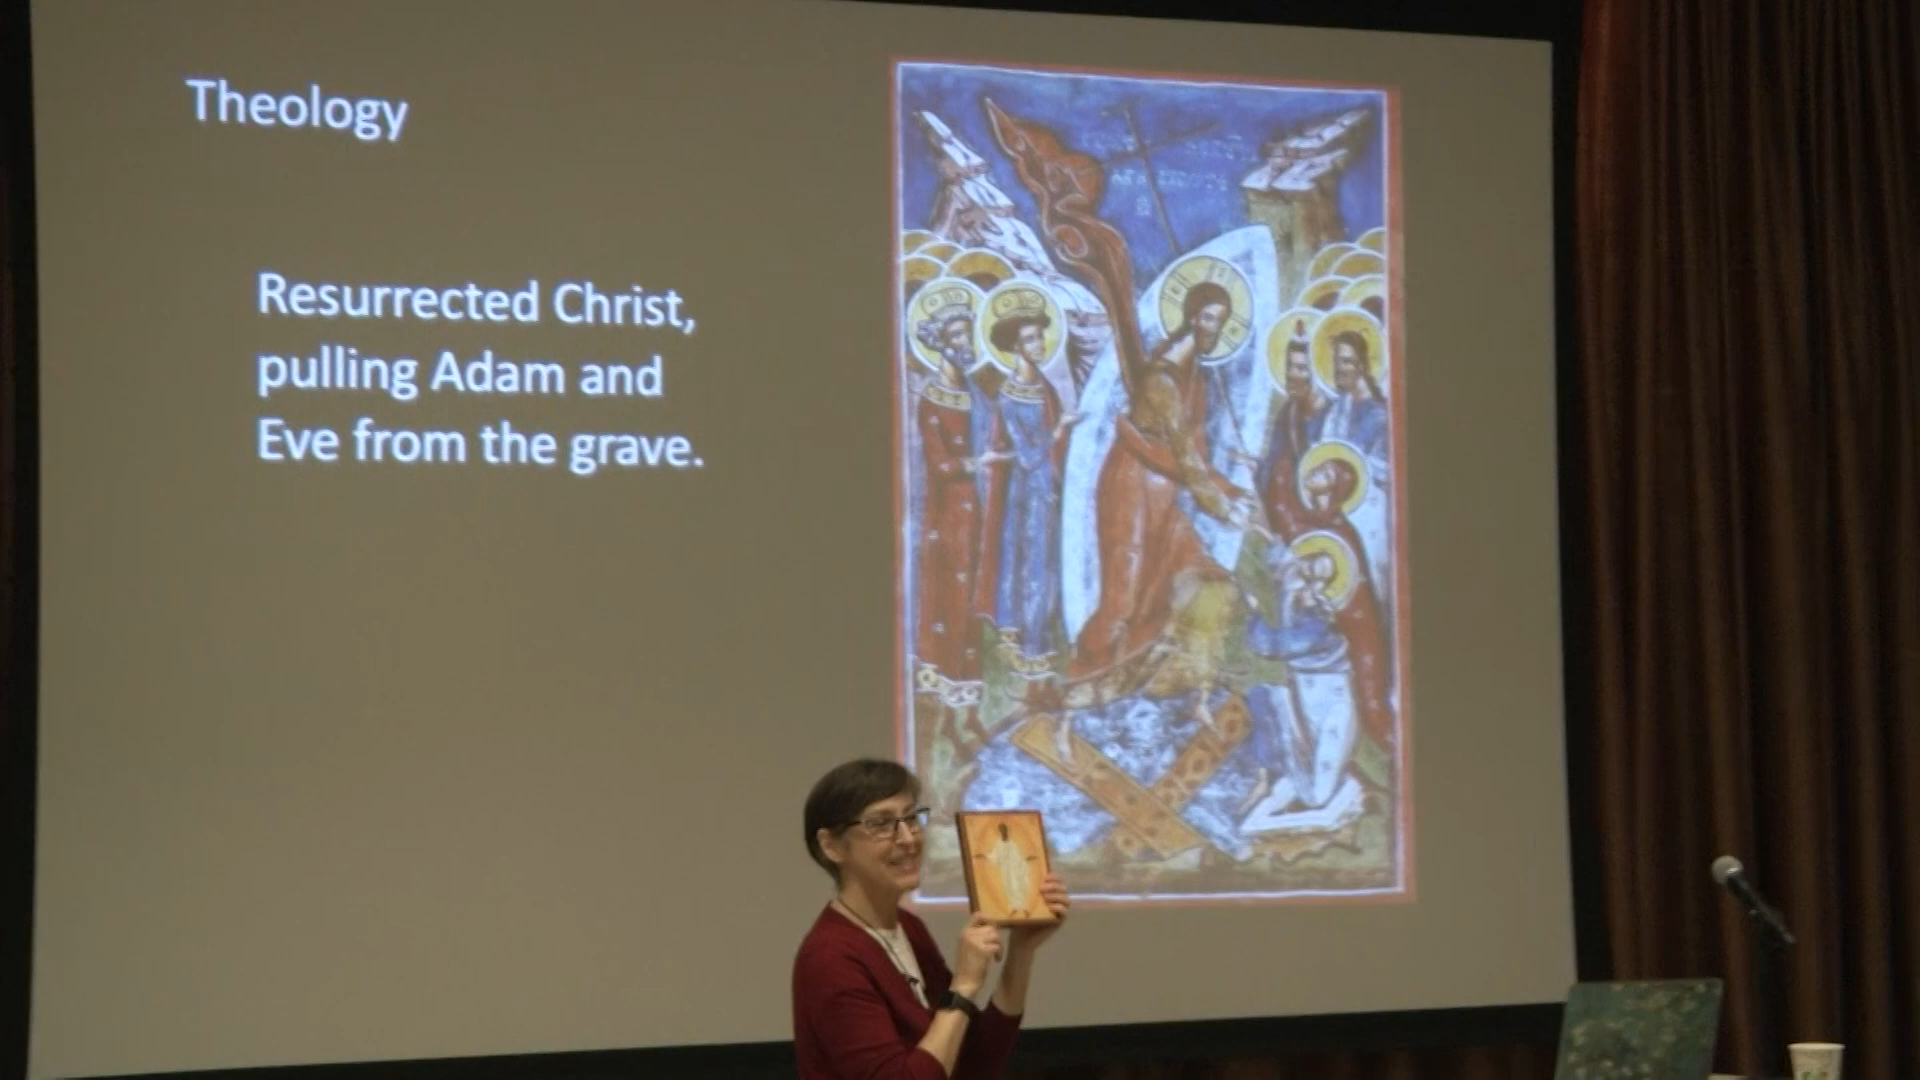 Theology
Resurrected Christ,
pulling Adam and
Eve from the grave.